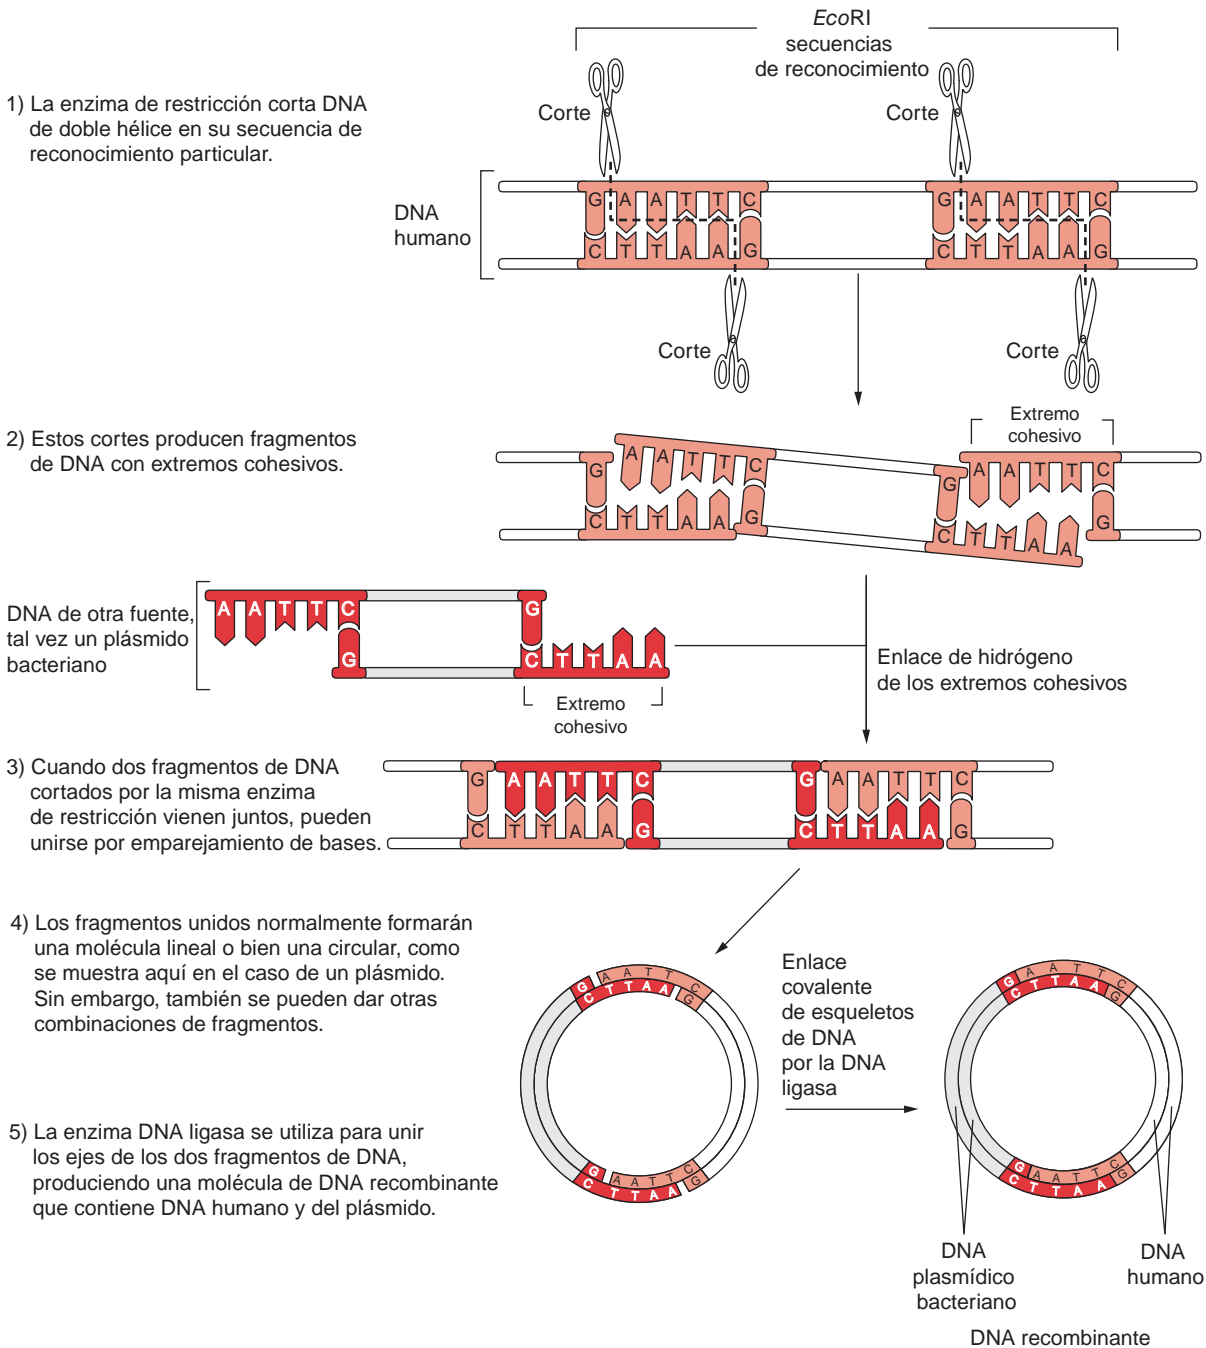 EcoRI
secuencias
de reconocimiento
1) La enzima de restricción corta DNA
de doble hélice en su secuencia de
reconocimiento particular.
Corte
Corte
DNA
humano
G A A T T C
C T T A A G
G A A T T C
C T T A A G
Corte
Corte
2) Estos cortes producen fragmentos
de DNA con extremos cohesivos.
Extremo
cohesivo
G A A T T C
C T T A A G
G A A T T C
C T T A A G
DNA de otra fuente,
tal vez un plásmido
bacteriano
A A T T C
G
G
C T T A A
Extremo
cohesivo
Enlace de hidrógeno
de los extremos cohesivos
3) Cuando dos fragmentos de DNA
cortados por la misma enzima
de restricción vienen juntos, pueden
unirse por emparejamiento de bases.
G A A T T C
C T T A A G
G A A T T C
C T T A A G
4) Los fragmentos unidos normalmente formarán
una molécula lineal o bien una circular, como
se muestra aquí en el caso de un plásmido.
Sin embargo, también se pueden dar otras
combinaciones de fragmentos.
G A A T T C
C T T A A G
G A A T T C
C T T A A G
Enlace
covalente
de esqueletos
de DNA
por la DNA
ligasa
G A A T T C
C T T A A G
G A A T T C
C T T A A G
5) La enzima DNA ligasa se utiliza para unir
los ejes de los dos fragmentos de DNA,
produciendo una molécula de DNA recombinante
que contiene DNA humano y del plásmido.
DNA
plasmídico
bacteriano
DNA
humano
DNA recombinante